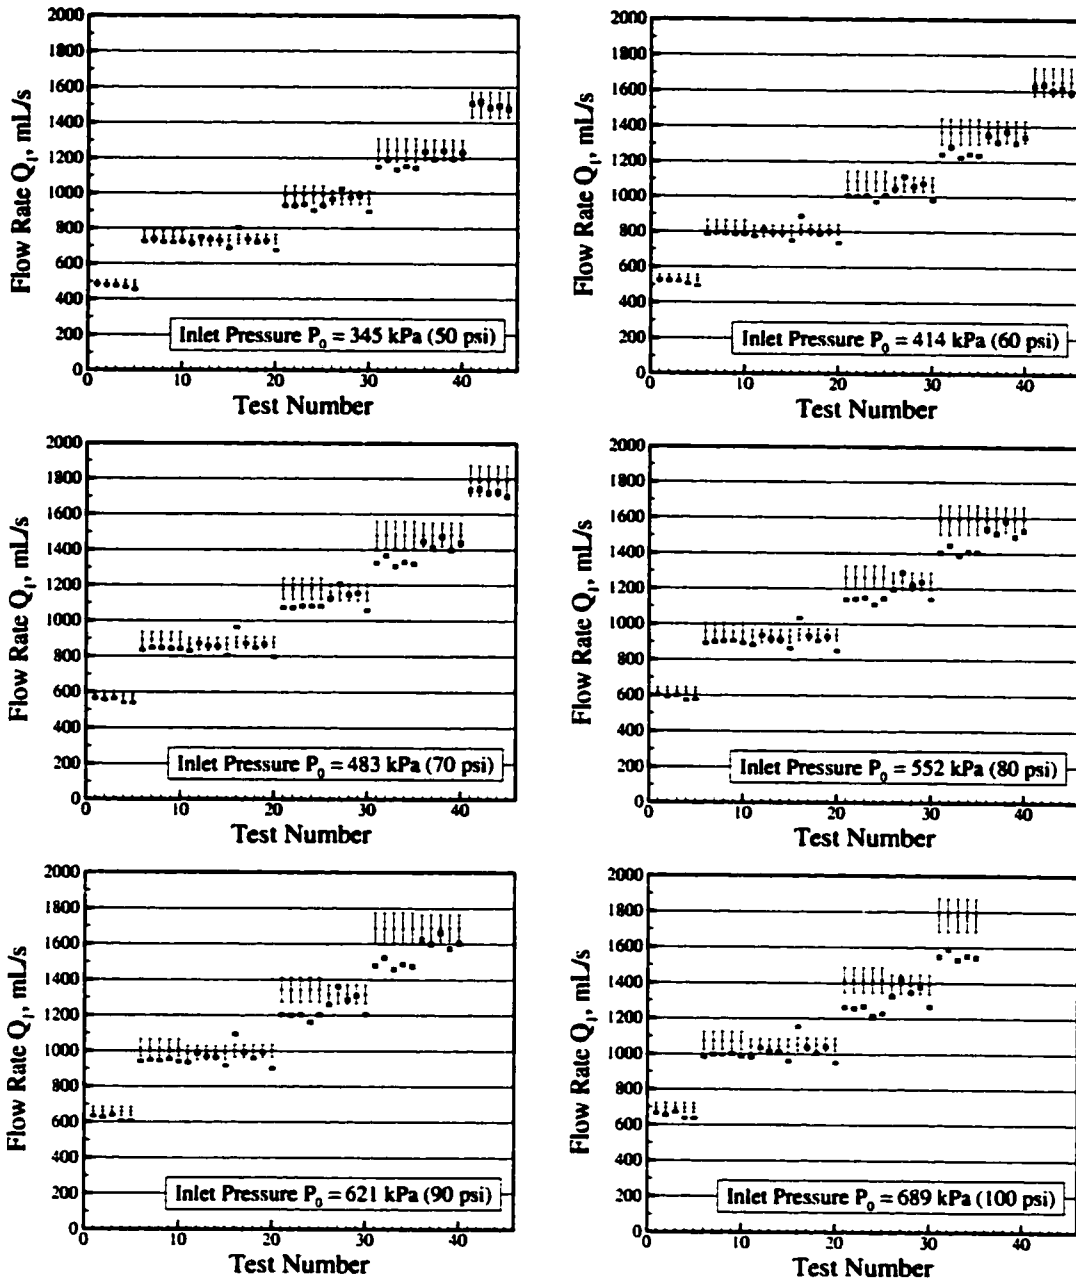 2000
1800
1600
1400
1200
1000
800
600
400
200
0
Flow Rate Q₁, mL/s
Inlet Pressure P₀ = 345 kPa (50 psi)
0 10 20 30 40
Test Number
2000
1800
1600
1400
1200
1000
800
600
400
200
0
Flow Rate Q₁, mL/s
Inlet Pressure P₀ = 414 kPa (60 psi)
0 10 20 30 40
Test Number
2000
1800
1600
1400
1200
1000
800
600
400
200
0
Flow Rate Q₁, mL/s
Inlet Pressure P₀ = 483 kPa (70 psi)
0 10 20 30 40
Test Number
2000
1800
1600
1400
1200
1000
800
600
400
200
0
Flow Rate Q₁, mL/s
Inlet Pressure P₀ = 552 kPa (80 psi)
0 10 20 30 40
Test Number
2000
1800
1600
1400
1200
1000
800
600
400
200
0
Flow Rate Q₁, mL/s
Inlet Pressure P₀ = 621 kPa (90 psi)
0 10 20 30 40
Test Number
2000
1800
1600
1400
1200
1000
800
600
400
200
0
Flow Rate Q₁, mL/s
Inlet Pressure P₀ = 689 kPa (100 psi)
0 10 20 30 40
Test Number